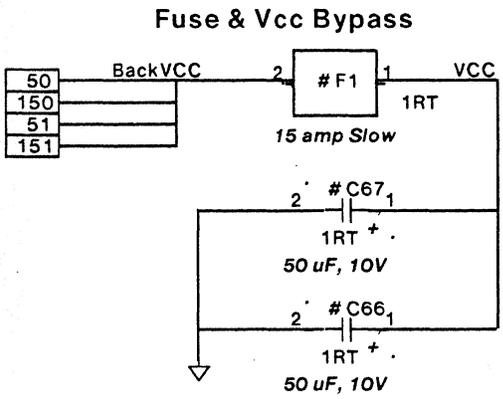 Fuse & Vcc Bypass
50 BackVCC 2 # F1 1 VCC
150 1RT
51
151 15 amp Slow
2 # C67 1
1RT +
50 uF, 10V
2 # C66 1
1RT +
50 uF, 10V